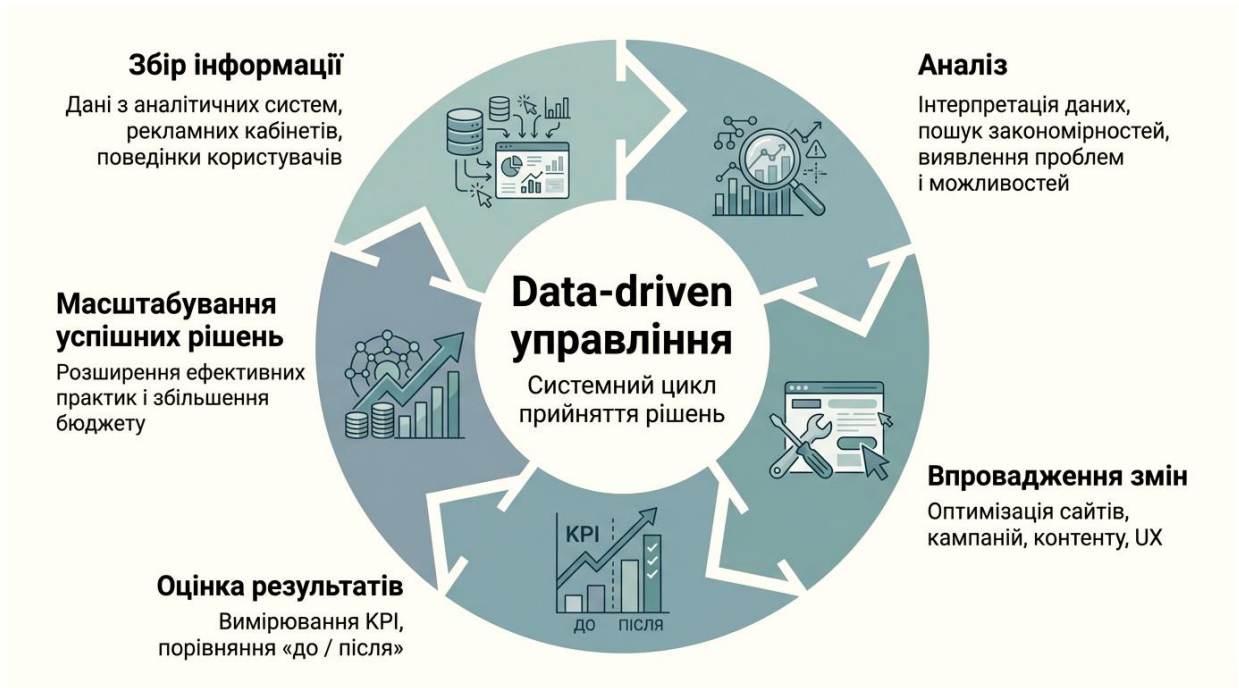 Збір інформації
Дані з аналітичних систем,
рекламних кабінетів,
поведінки користувачів
Аналіз
Інтерпретація даних,
пошук закономірностей,
виявлення проблем
і можливостей
Data-driven
управління
Системний цикл
прийняття рішень
Впровадження змін
Оптимізація сайтів,
кампаній, контенту, UX
KPI
ДО ПІСЛЯ
Оцінка результатів
Вимірювання KPI,
порівняння «до / після»
Масштабування
успішних рішень
Розширення ефективних
практик і збільшення
бюджету